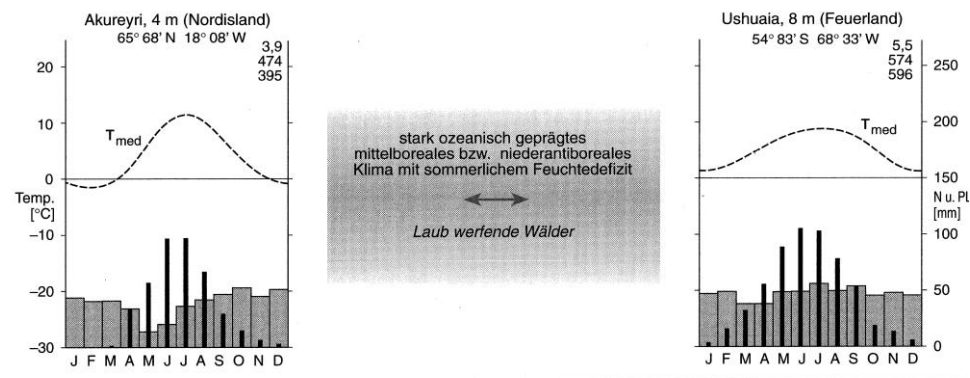 Akureyri, 4 m (Nordisland)
65° 68' N 18° 08' W
3,9
474
395
20
10
0
Temp.
[°C]
–10
–20
–30
T med
J F M A M J J A S O N D
stark ozeanisch geprägtes
mittelboreales bzw. niederantiboreales
Klima mit sommerlichem Feuchtedefizit
Laub werfende Wälder
Ushuaia, 8 m (Feuerland)
54° 83' S 68° 33' W
5,5
574
596
T med
250
200
150
N u. PL
[mm]
100
50
0
J F M A M J J A S O N D